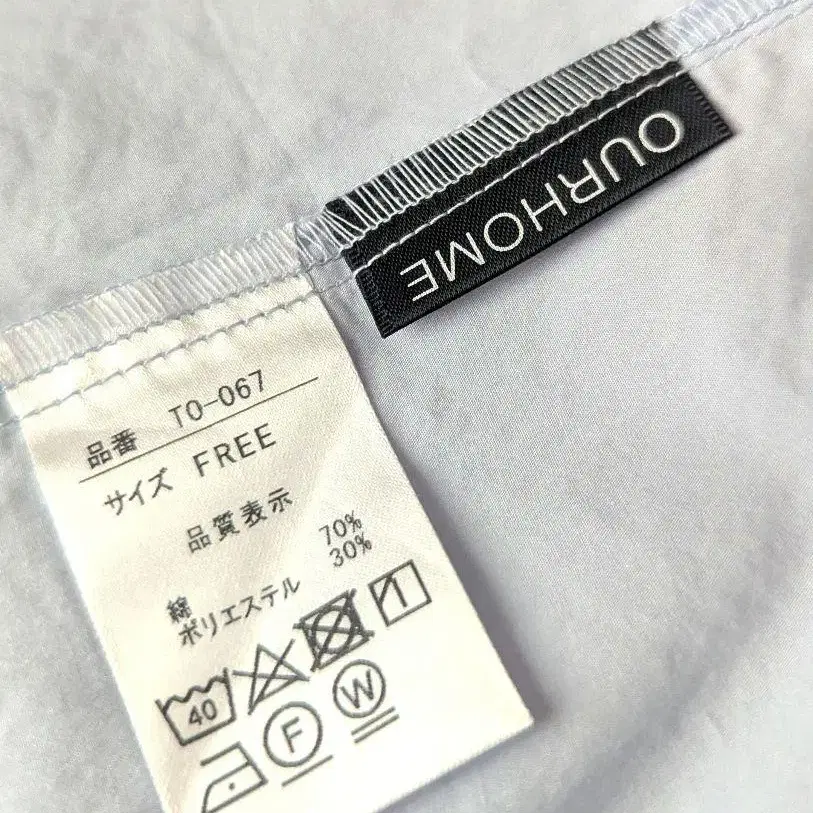 OURHOME
品番 TO-067
サイズ FREE
品質表示
綿 70%
ポリエステル 30%
40
F W